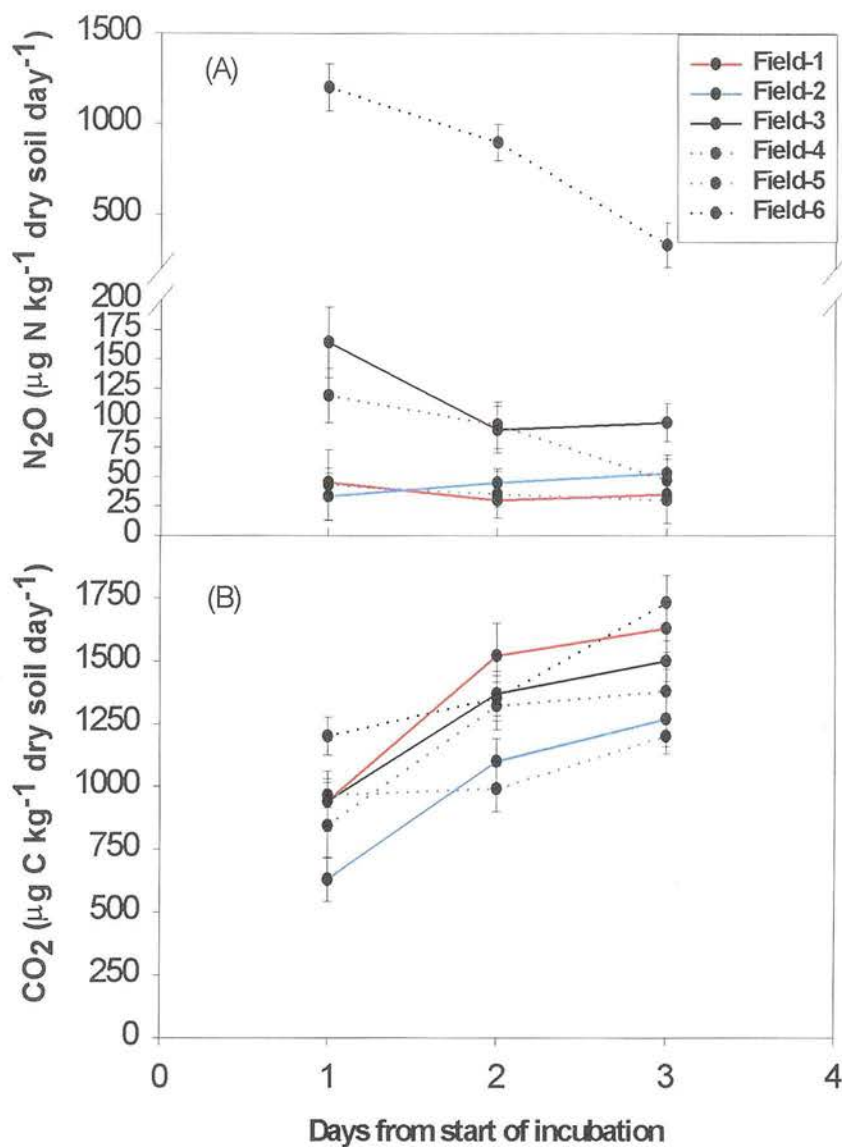 N2O (μg N kg-1 dry soil day-1)
1500
1000
500
200
175
150
125
100
75
50
25
0
(A)
Field-1
Field-2
Field-3
Field-4
Field-5
Field-6
CO2 (μg C kg-1 dry soil day-1)
1750
1500
1250
1000
750
500
250
0
(B)
0 1 2 3 4
Days from start of incubation